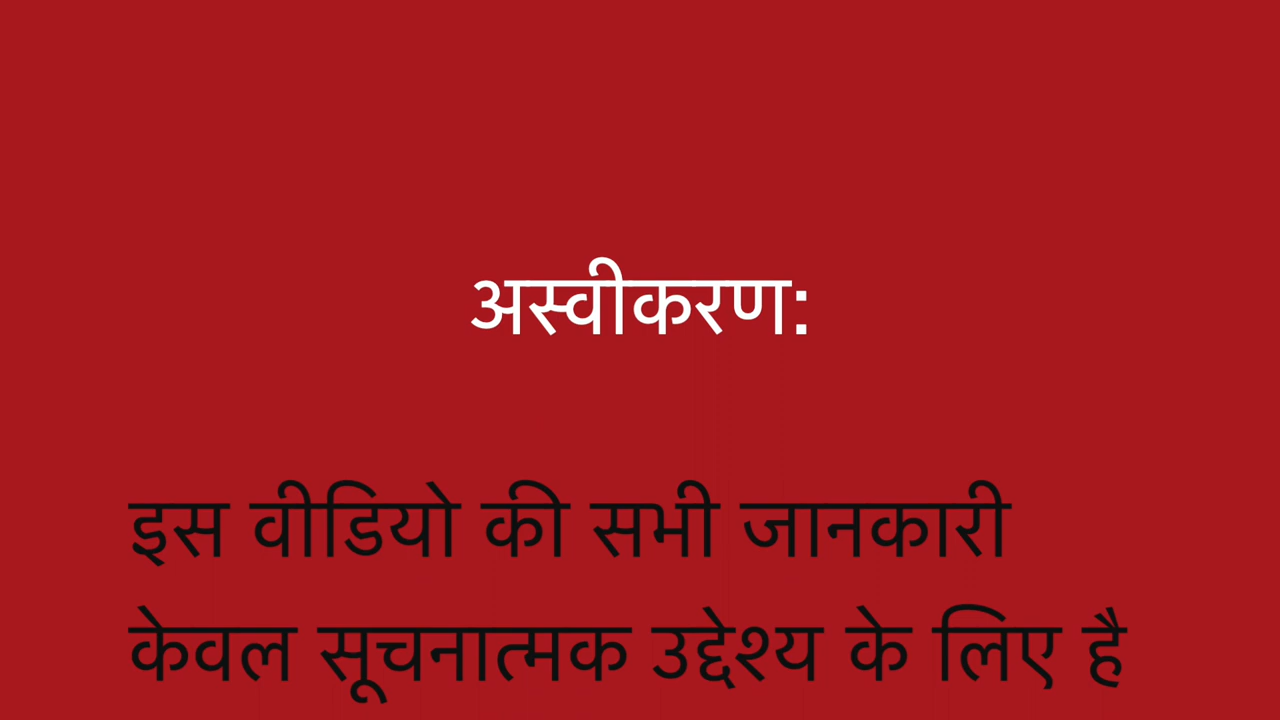 अस्वीकरण:
इस वीडियो की सभी जानकारी
केवल सूचनात्मक उद्देश्य के लिए है